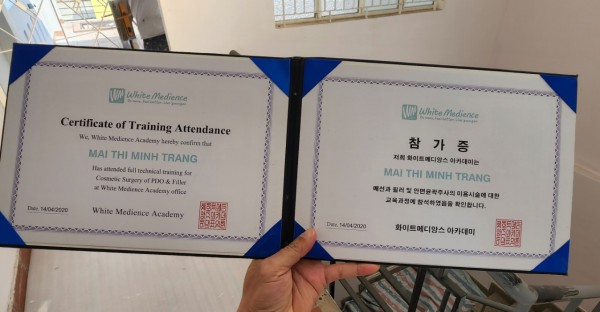 White Medience
Certificate of Training Attendance
We, White Medience Academy hereby confirm that
MAI THI MINH TRANG
Has attended full technical training for
Cosmetic Surgery of PDO & Filler
at White Medience Academy office
Date: 14/04/2020
White Medience Academy
White Medience
참 가 증
저희 화이트메디앙스 아카데미는
MAI THI MINH TRANG
페션과 필러 및 안면윤곽주사의 미용시술에 대한
교육과정에 참석하였음을 확인합니다.
Date: 14/04/2020
화이트메디앙스 아카데미